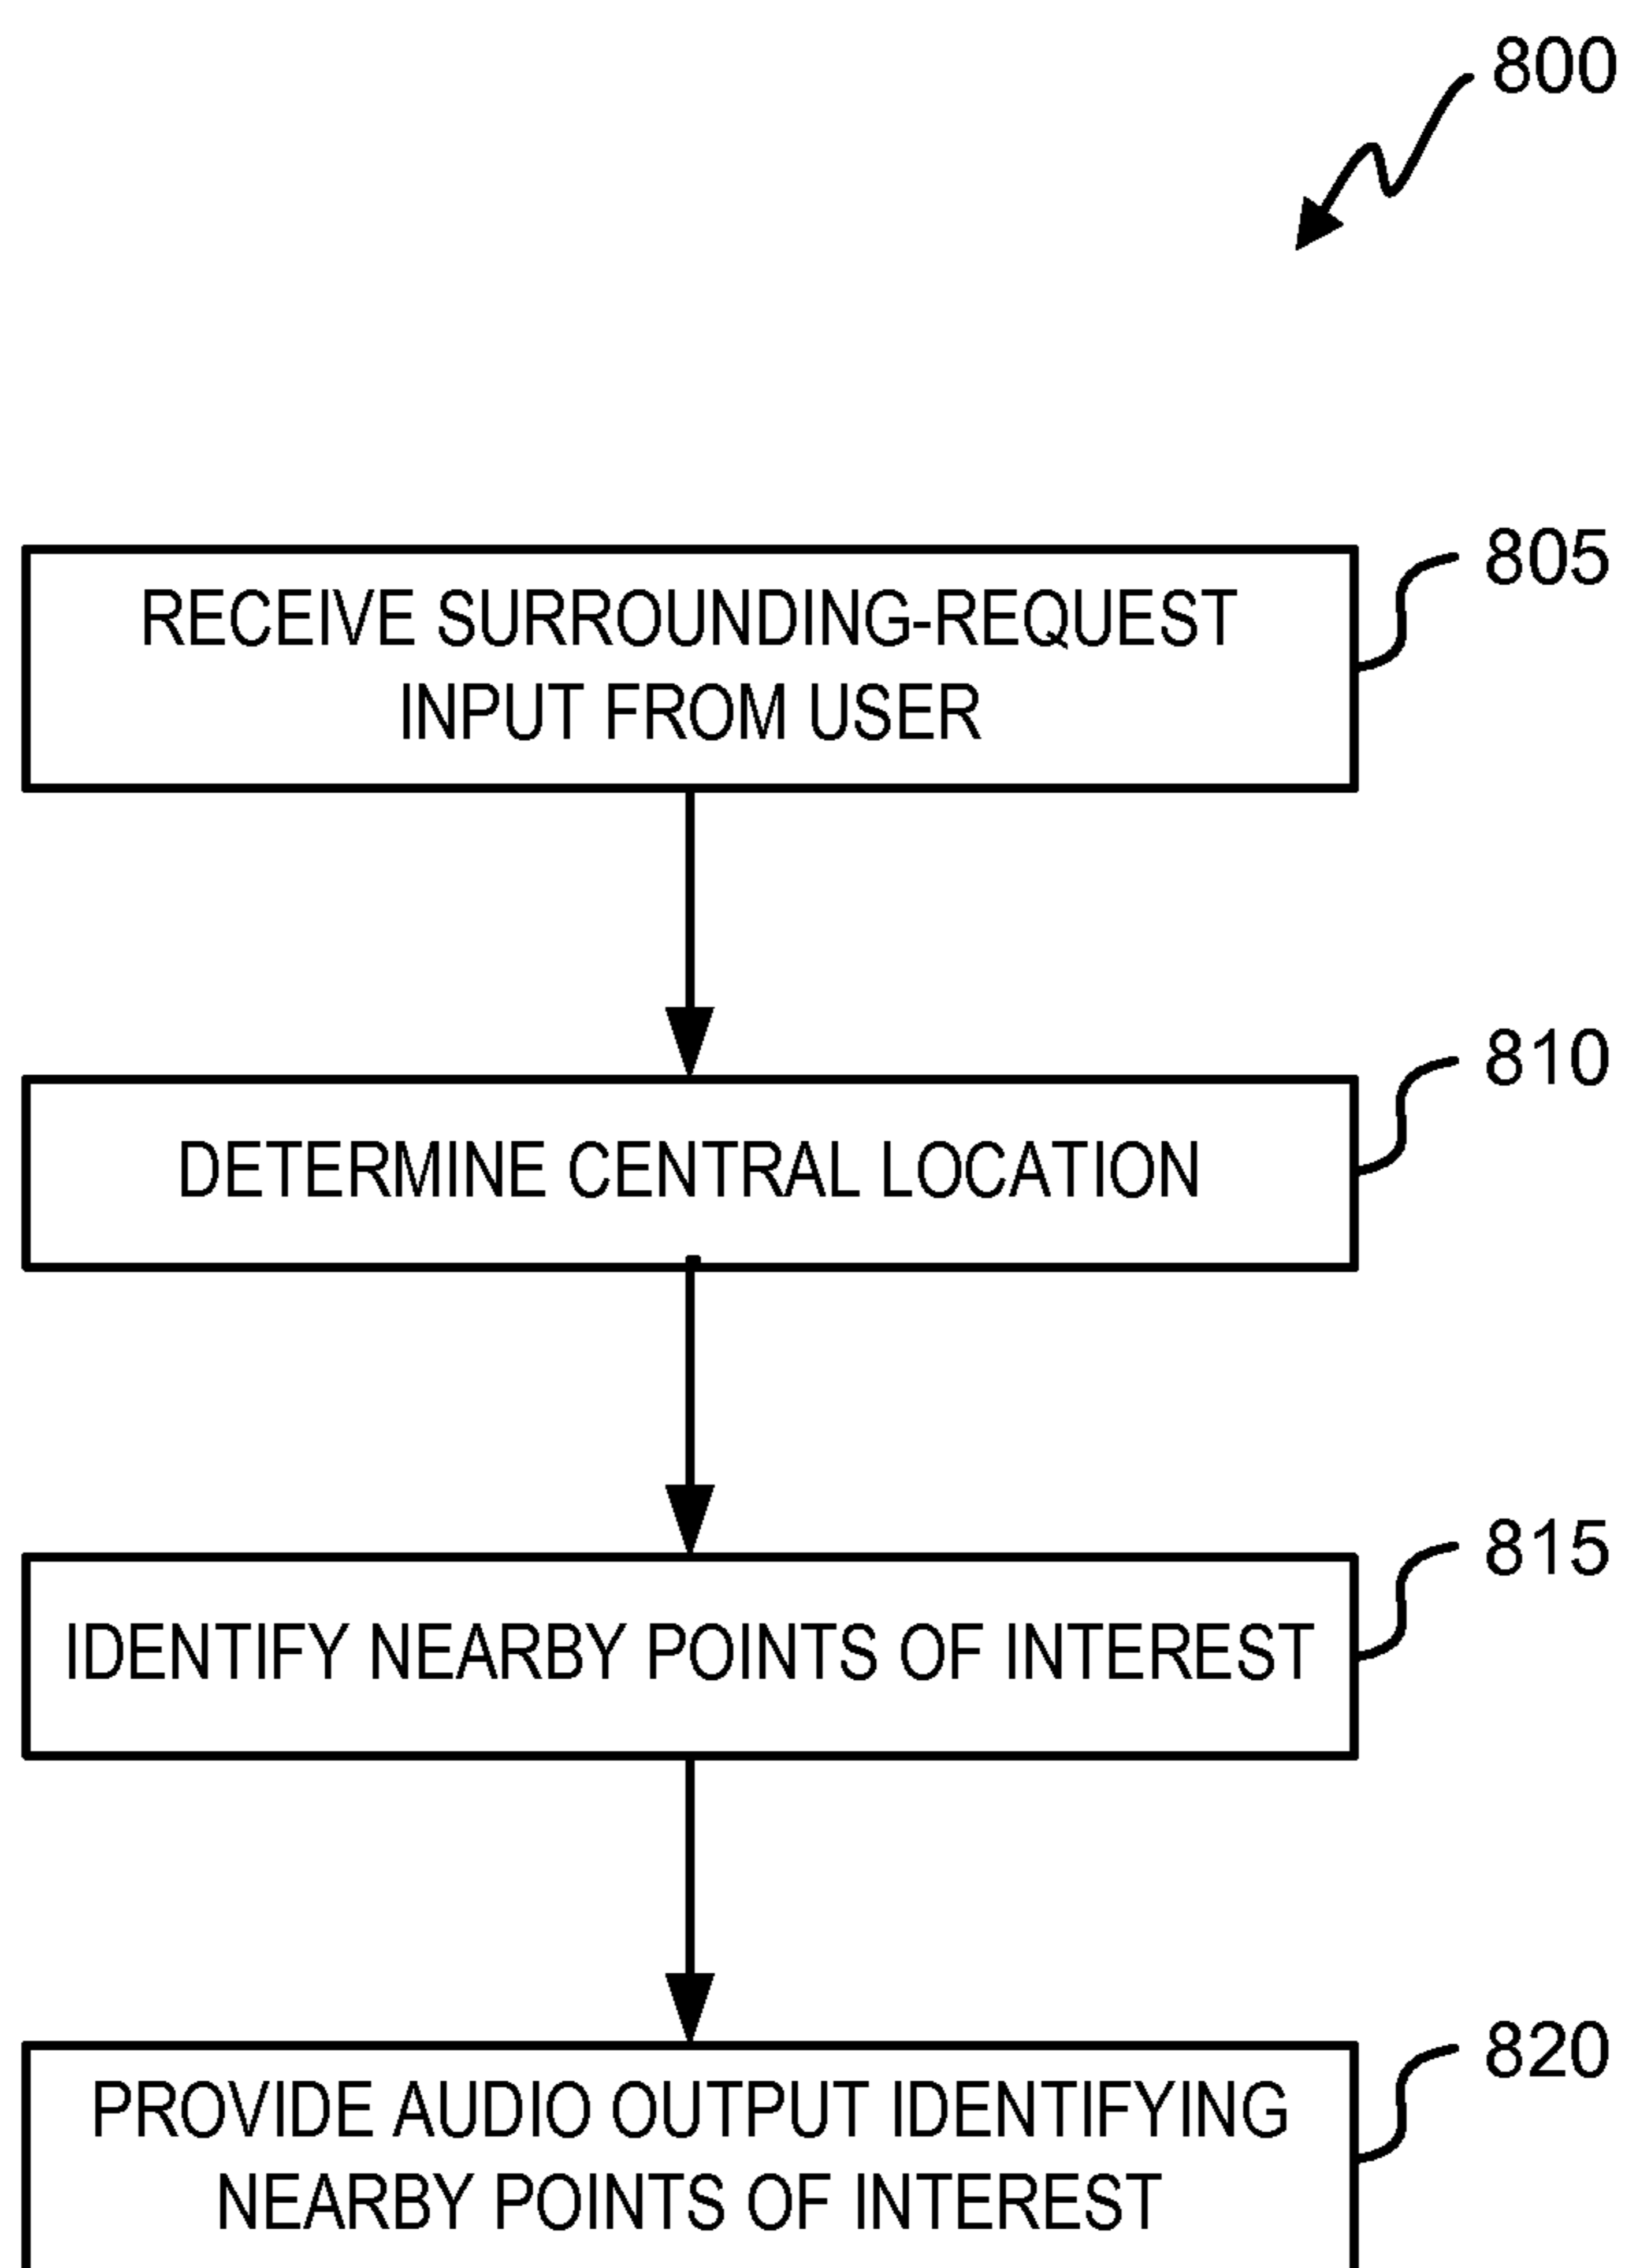 800
805
RECEIVE SURROUNDING-REQUEST
INPUT FROM USER
810
DETERMINE CENTRAL LOCATION
815
IDENTIFY NEARBY POINTS OF INTEREST
820
PROVIDE AUDIO OUTPUT IDENTIFYING
NEARBY POINTS OF INTEREST